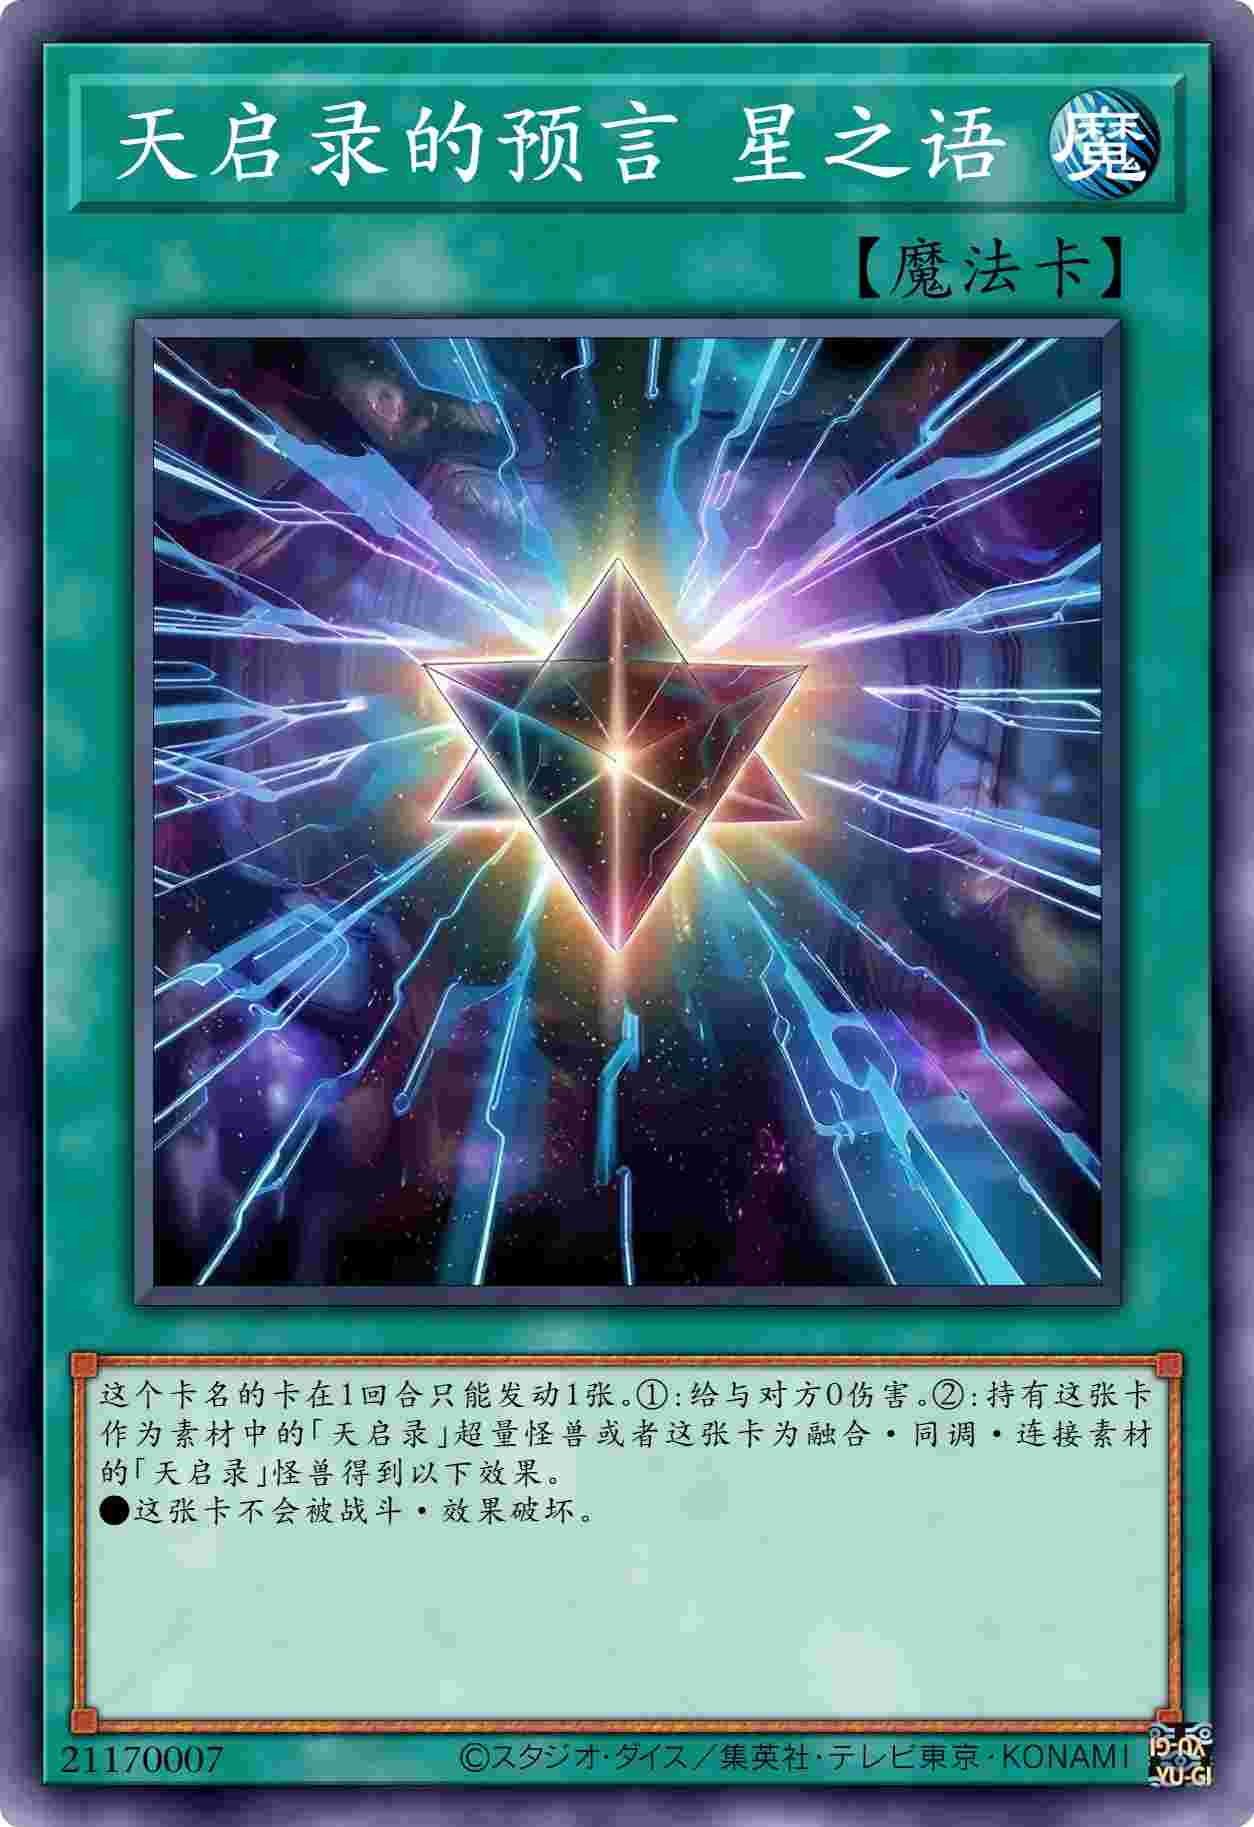 天启录的预言 星之语 魔
【魔法卡】
这个卡名的卡在1回合只能发动1张。①:给与对方0伤害。②:持有这张卡
作为素材中的「天启录」超量怪兽或者这张卡为融合·同调·连接素材
的「天启录」怪兽得到以下效果。
●这张卡不会被战斗·效果破坏。
21170007 ©スタジオ·ダイス／集英社·テレビ東京·KONAMI
YU-GI
YU-GI